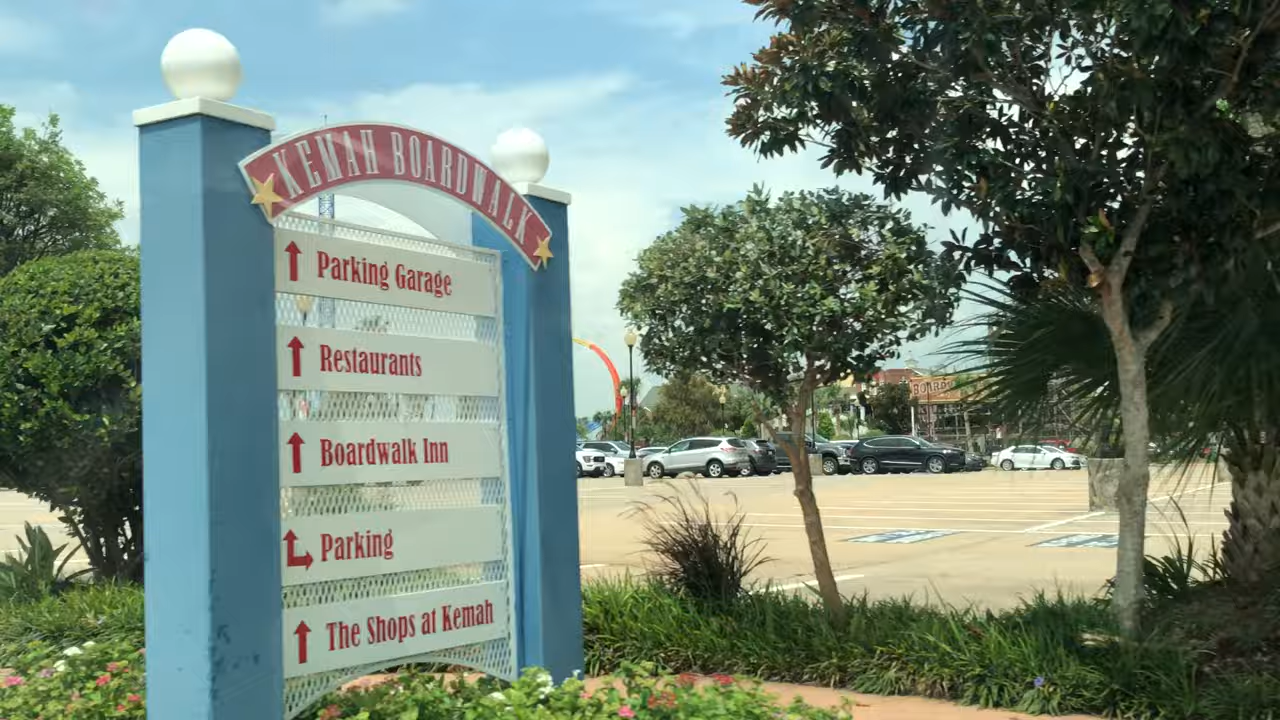 KEMAH BOARDWALK
Parking Garage
Restaurants
Boardwalk Inn
Parking
The Shops at Kemah